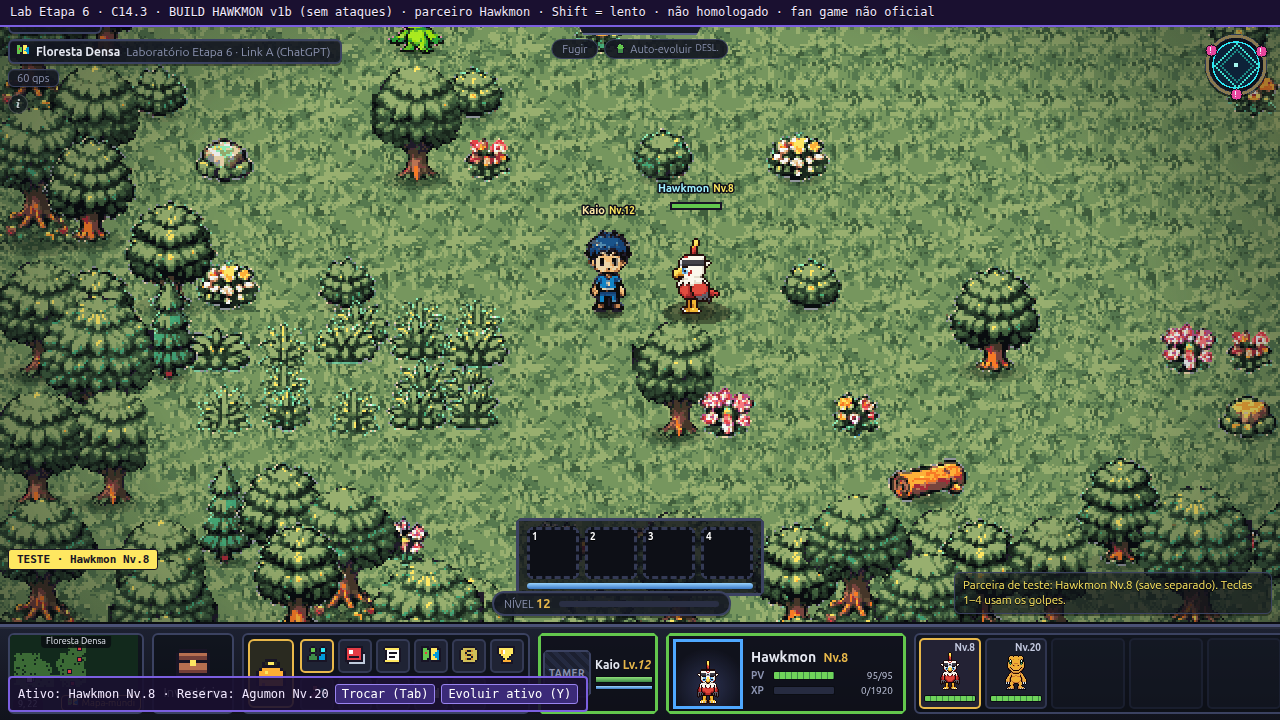 Lab Etapa 6 · C14.3 · BUILD HAWKMON v1b (sem ataques) · parceiro Hawkmon · Shift = lento · não homologado · fan game não oficial
Floresta Densa Laboratório Etapa 6 · Link A (ChatGPT)
Fugir
Auto-evoluir DESL.
60 qps
i
Hawkmon Nv.8
Kaio Nv.12
1 2 3 4
TESTE · Hawkmon Nv.8
NÍVEL 12
Parceira de teste: Hawkmon Nv.8 (save separado). Teclas
1–4 usam os golpes.
Floresta Densa
TAMER
Kaio Lv.12
Hawkmon Nv.8
PV 95/95
XP 0/1920
Nv.8
Nv.20
Ativo: Hawkmon Nv.8 · Reserva: Agumon Nv.20 Trocar (Tab) Evoluir ativo (Y)